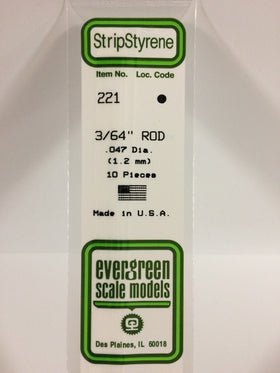 StripStyrene
Item No. Loc. Code
221
3/64" ROD
.047 Dia.
(1.2 mm)
10 Pieces
Made in U.S.A.
evergreen
scale models
Des Plaines, IL 60018